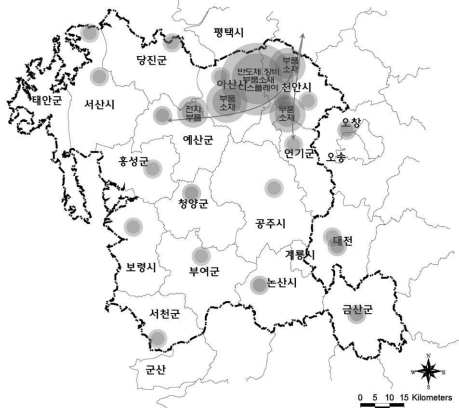 평택시
당진군
부품
소재
반도체 장비
부품소재
스플레이
아산시
천안시
태안군
서산시
부품
소재
전자
부품
부품
소재
오창
예산군
연기군
오송
홍성군
청양군
공주시
대전
계룡시
보령시
부여군
논산시
서천군
금산군
군산
N
W
E
S
0 5 10 15 Kilometers